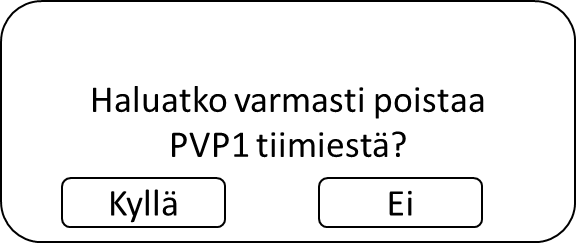 Haluatko varmasti poistaa
PVP1 tiimiestä?
Kyllä
Ei